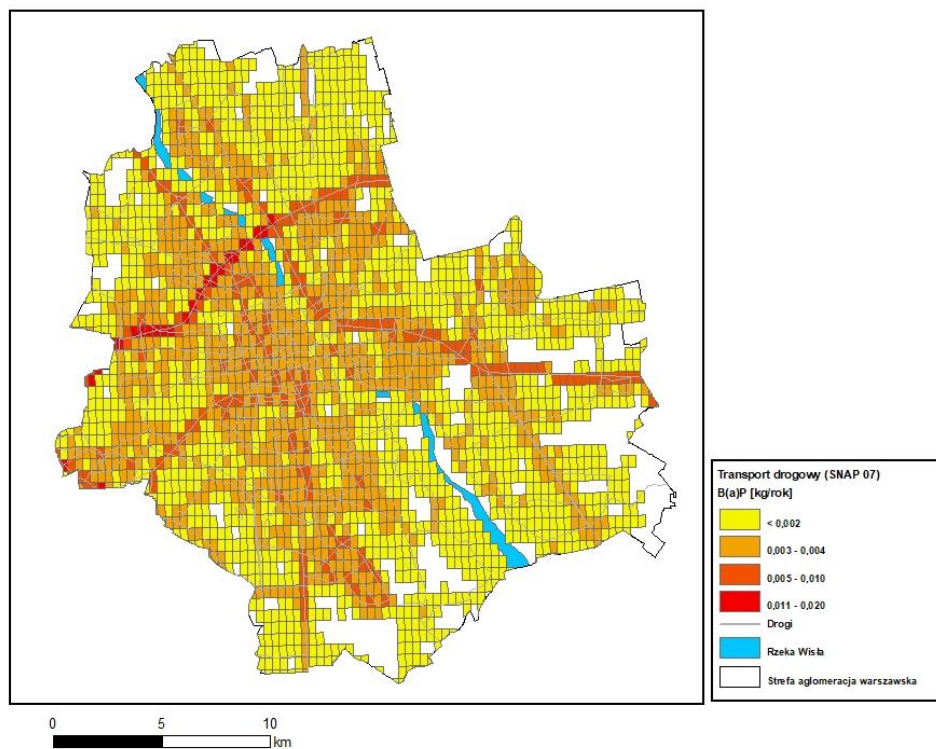 Transport drogowy (SNAP 07)
B(a)P [kg/rok]
< 0,002
0,003 - 0,004
0,005 - 0,010
0,011 - 0,020
Drogi
Rzeka Wisła
Strefa aglomeracja warszawska
0 5 10
km